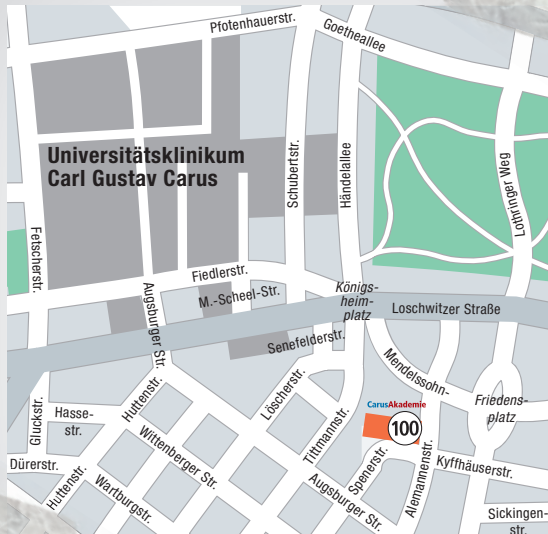 Pfotenhauerstr.
Goetheallee
Universitätsklinikum
Carl Gustav Carus
Schubertstr.
Händelallee
Lothringer Weg
Fetscherstr.
Fiedlerstr.
M.-Scheel-Str.
Augsburger Str.
Königs-
heim-
platz
Loschwitzer Straße
Senefelderstr.
Mendelssohn-
Löscherstr.
Tittmannstr.
CarusAkademie
100
Friedens-
platz
Gluckstr.
Hasse-
str.
Huttenstr.
Wittenberger Str.
Spenerstr.
Alemannenstr.
Kyffhäuserstr.
Dürerstr.
Huttenstr.
Wartburgstr.
Augsburger Str.
Sickingen-
str.